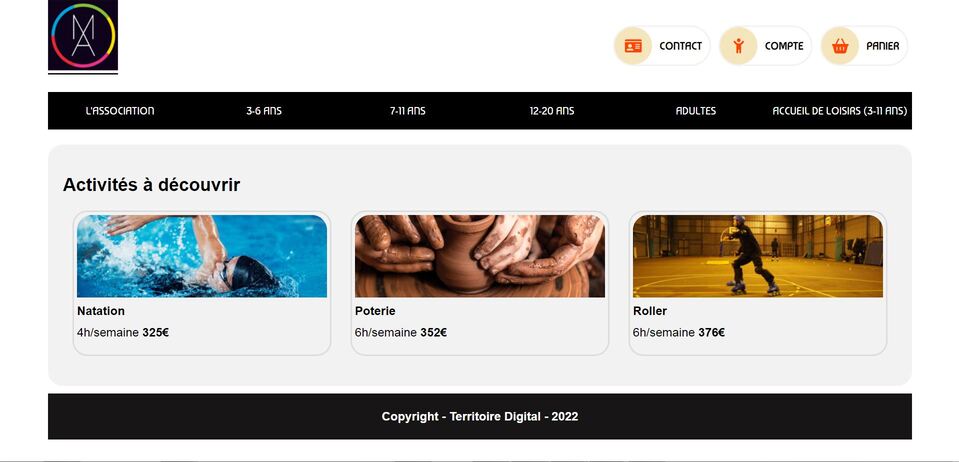 MA
CONTACT
COMPTE
PANIER
L'ASSOCIATION
3-6 ANS
7-11 ANS
12-20 ANS
ADULTES
ACCUEIL DE LOISIRS (3-11 ANS)
Activités à découvrir
Natation
4h/semaine 325€
Poterie
6h/semaine 352€
Roller
6h/semaine 376€
Copyright - Territoire Digital - 2022